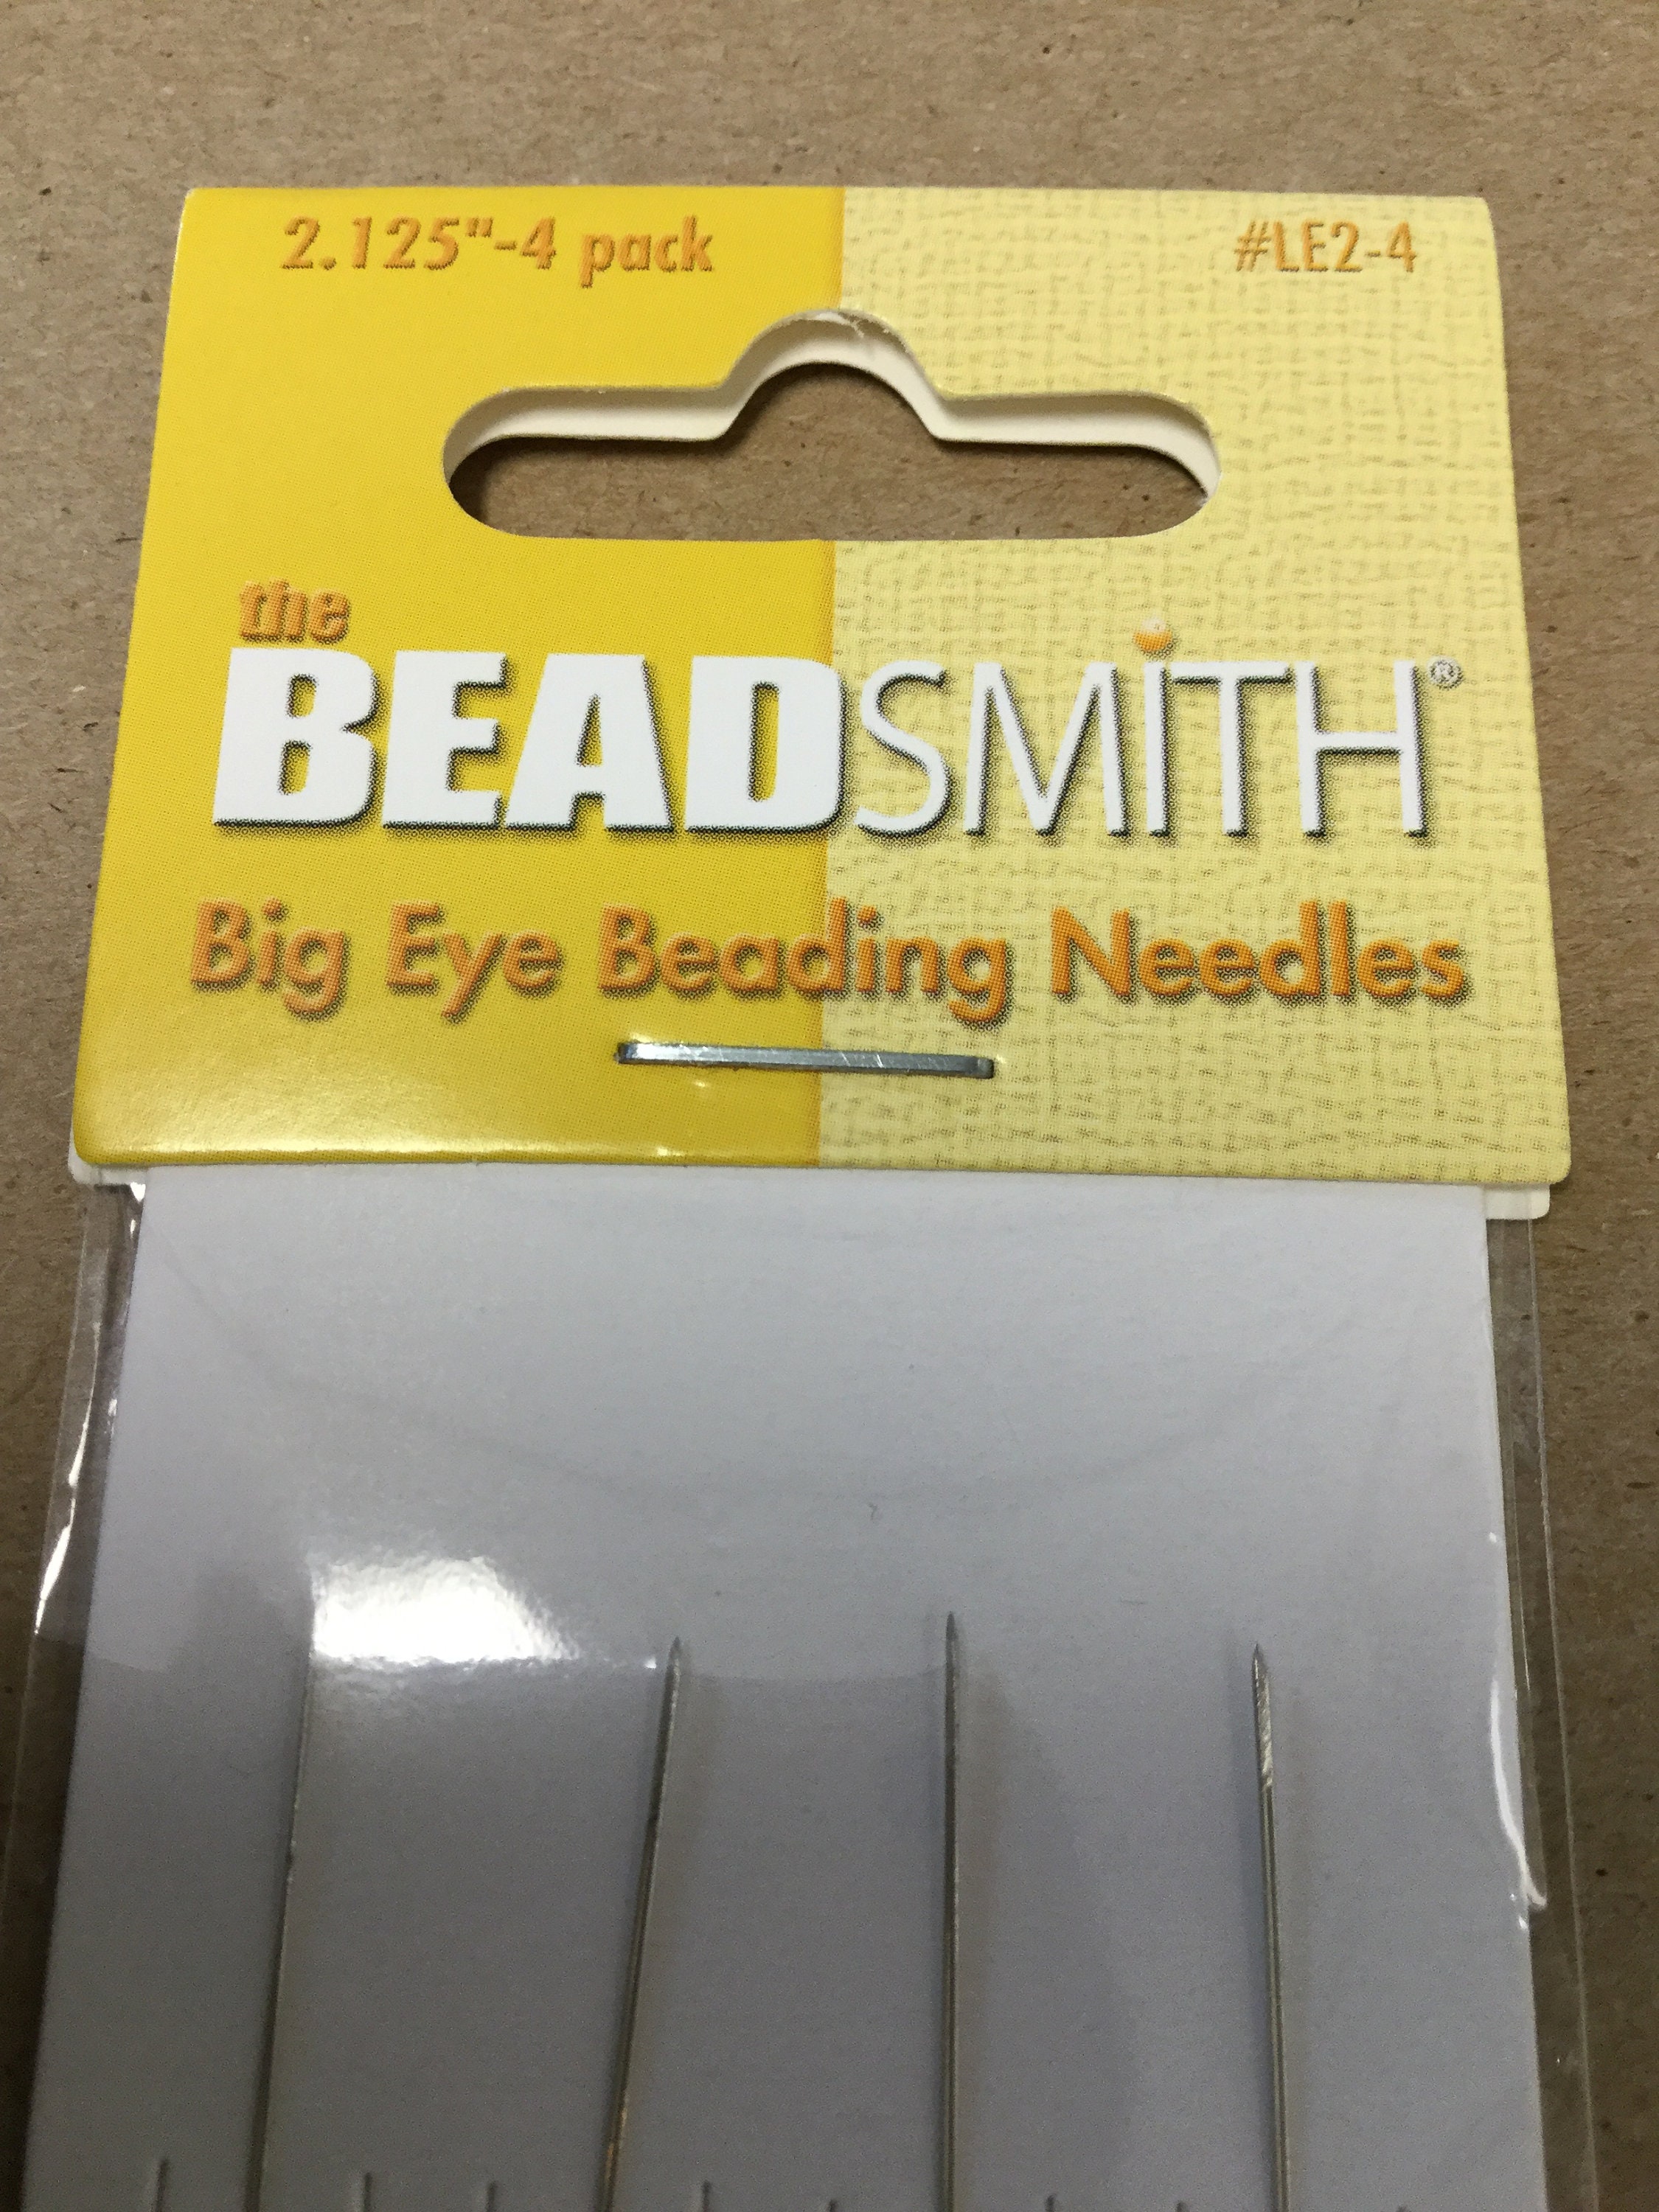 2.125"-4 pack #LE2-4
the
BEADSMiTH®
Big Eye Beading Needles